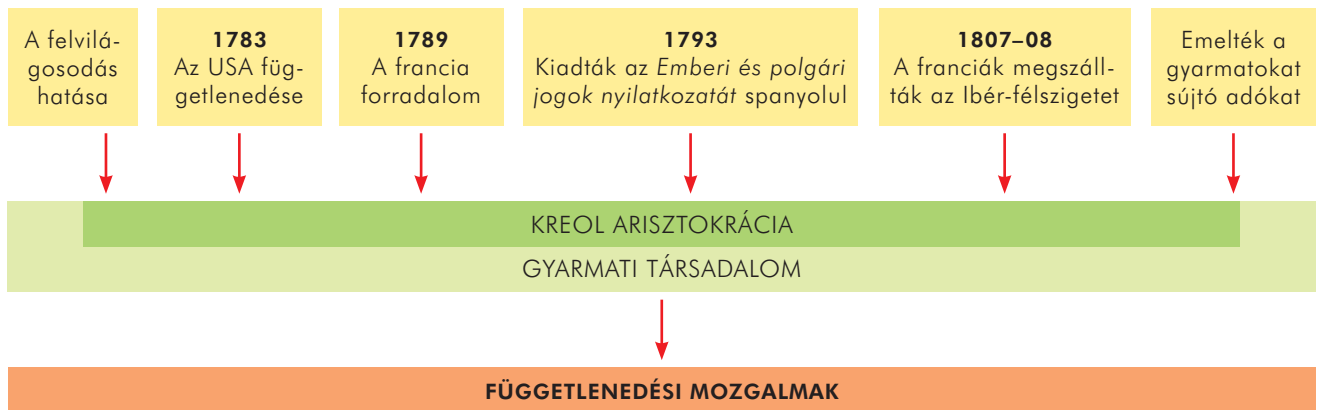 A felvilá-
gosodás
hatása
1783
Az USA füg-
getlenedése
1789
A francia
forradalom
1793
Kiadták az Emberi és polgári
jogok nyilatkozatát spanyolul
1807–08
A franciák megszáll-
ták az Ibér-félszigetet
Emelték a
gyarmatokat
sújtó adókat
KREOL ARISZTOKRÁCIA
GYARMATI TÁRSADALOM
FÜGGETLENEDÉSI MOZGALMAK